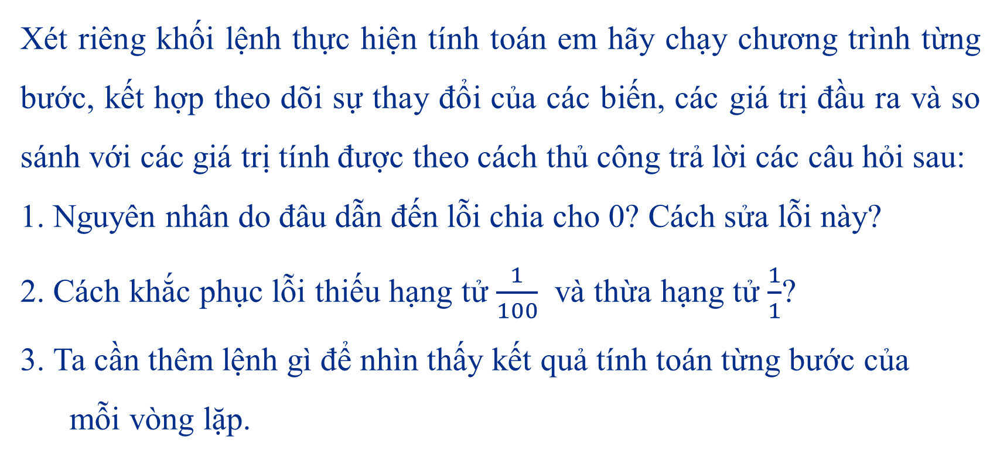 Xét riêng khối lệnh thực hiện tính toán em hãy chạy chương trình từng
bước, kết hợp theo dõi sự thay đổi của các biến, các giá trị đầu ra và so
sánh với các giá trị tính được theo cách thủ công trả lời các câu hỏi sau:
1. Nguyên nhân do đâu dẫn đến lỗi chia cho 0? Cách sửa lỗi này?
2. Cách khắc phục lỗi thiếu hạng tử 1/100 và thừa hạng tử 1/1?
3. Ta cần thêm lệnh gì để nhìn thấy kết quả tính toán từng bước của
mỗi vòng lặp.